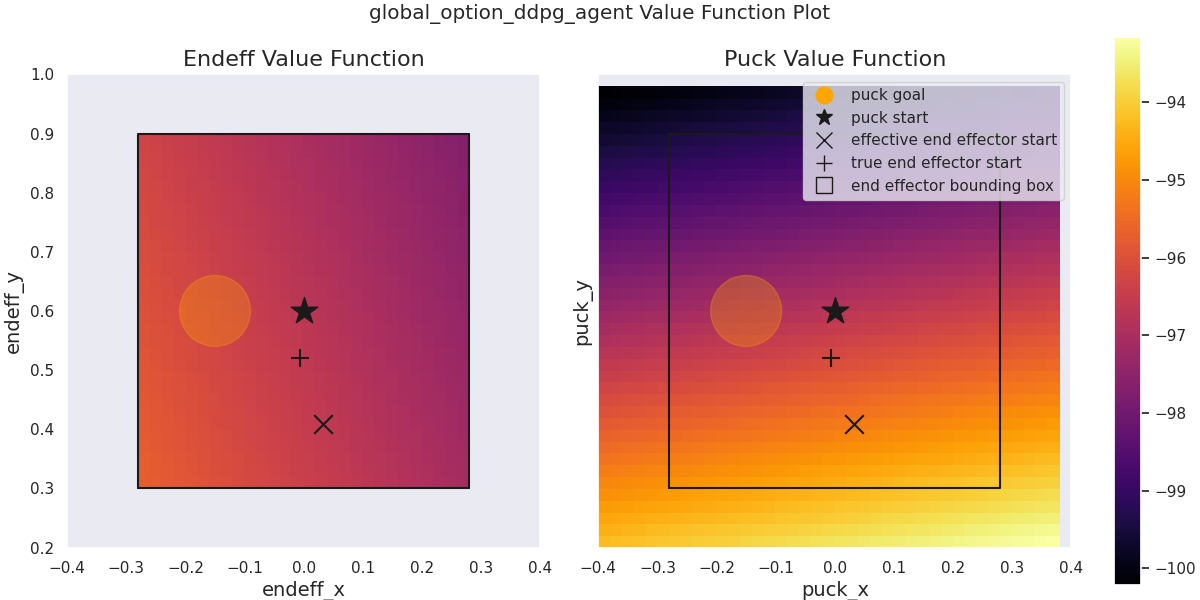 global_option_ddpg_agent Value Function Plot
Endeff Value Function
1.0
0.9
0.8
0.7
0.6
0.5
0.4
0.3
0.2
endeff_y
−0.4 −0.3 −0.2 −0.1 0.0 0.1 0.2 0.3 0.4
endeff_x
Puck Value Function
puck goal
puck start
effective end effector start
true end effector start
end effector bounding box
puck_y
−0.4 −0.3 −0.2 −0.1 0.0 0.1 0.2 0.3 0.4
puck_x
−94
−95
−96
−97
−98
−99
−100